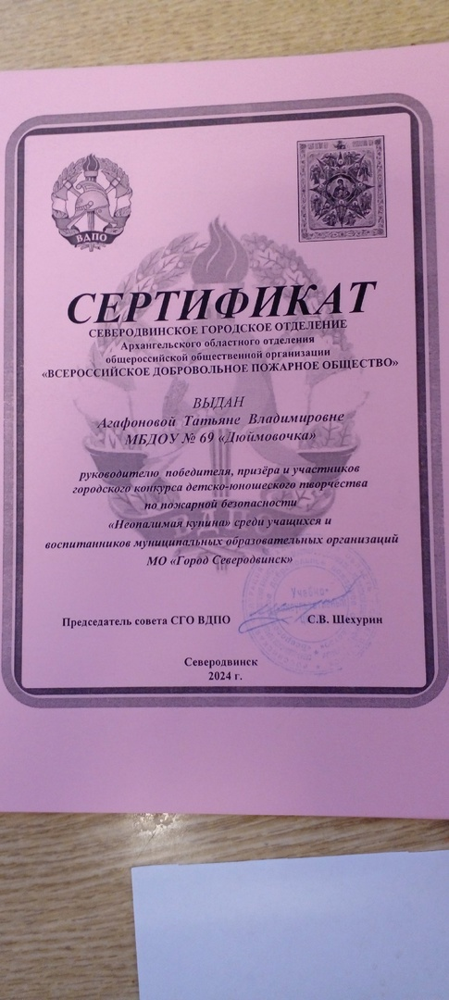 ВДПО
СЕРТИФИКАТ
СЕВЕРОДВИНСКОЕ ГОРОДСКОЕ ОТДЕЛЕНИЕ
Архангельского областного отделения
общероссийской общественной организации
«ВСЕРОССИЙСКОЕ ДОБРОВОЛЬНОЕ ПОЖАРНОЕ ОБЩЕСТВО»
ВЫДАН
Агафоновой Татьяне Владимировне
МБДОУ № 69 «Дюймовочка»
руководителю победителя, призёра и участников
городского конкурса детско-юношеского творчества
по пожарной безопасности
«Неопалимая купина» среди учащихся и
воспитанников муниципальных образовательных организаций
МО «Город Северодвинск»
Председатель совета СГО ВДПО С.В. Шехурин
Северодвинск
2024 г.